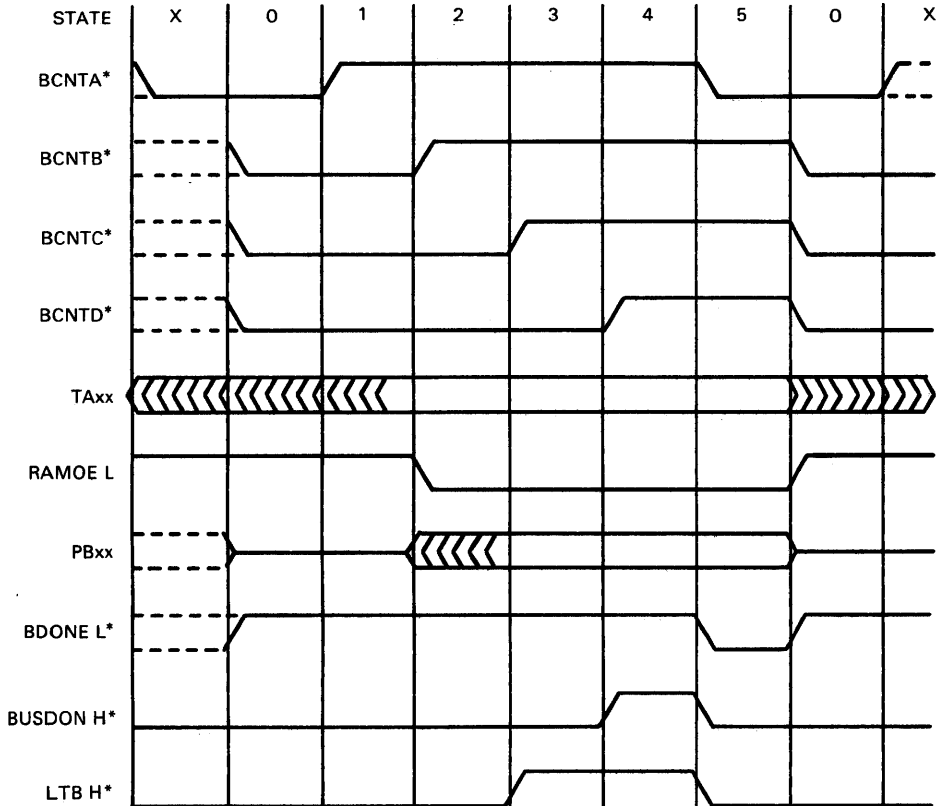 STATE X 0 1 2 3 4 5 0 X
BCNTA*
BCNTB*
BCNTC*
BCNTD*
TAxx
RAMOE L
PBxx
BDONE L*
BUSDON H*
LTB H*